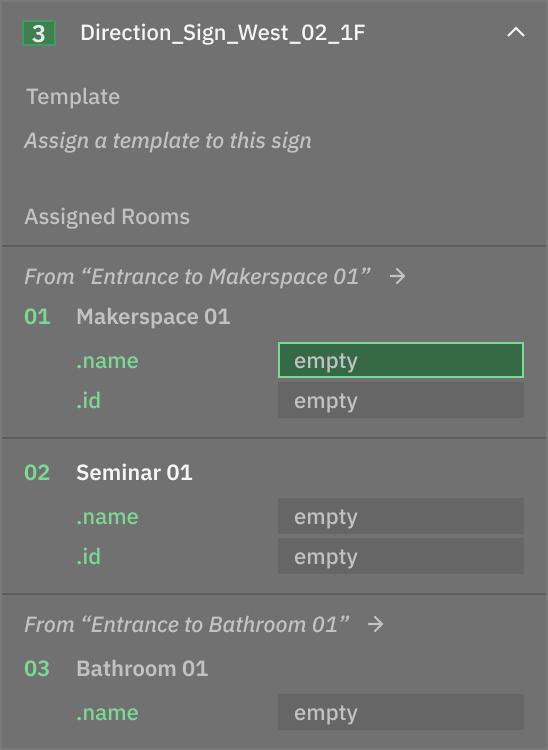 3 Direction_Sign_West_02_1F
Template
Assign a template to this sign
Assigned Rooms
From “Entrance to Makerspace 01” →
01 Makerspace 01
.name empty
.id empty
02 Seminar 01
.name empty
.id empty
From “Entrance to Bathroom 01” →
03 Bathroom 01
.name empty